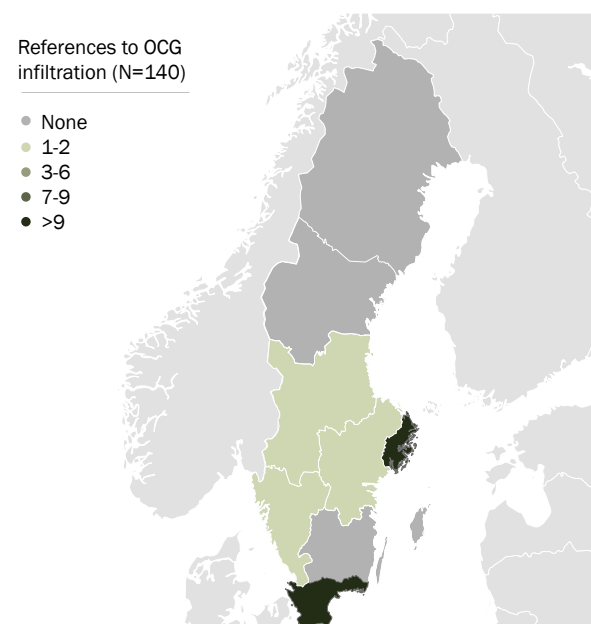 References to OCG
infiltration (N=140)
None
1-2
3-6
7-9
>9